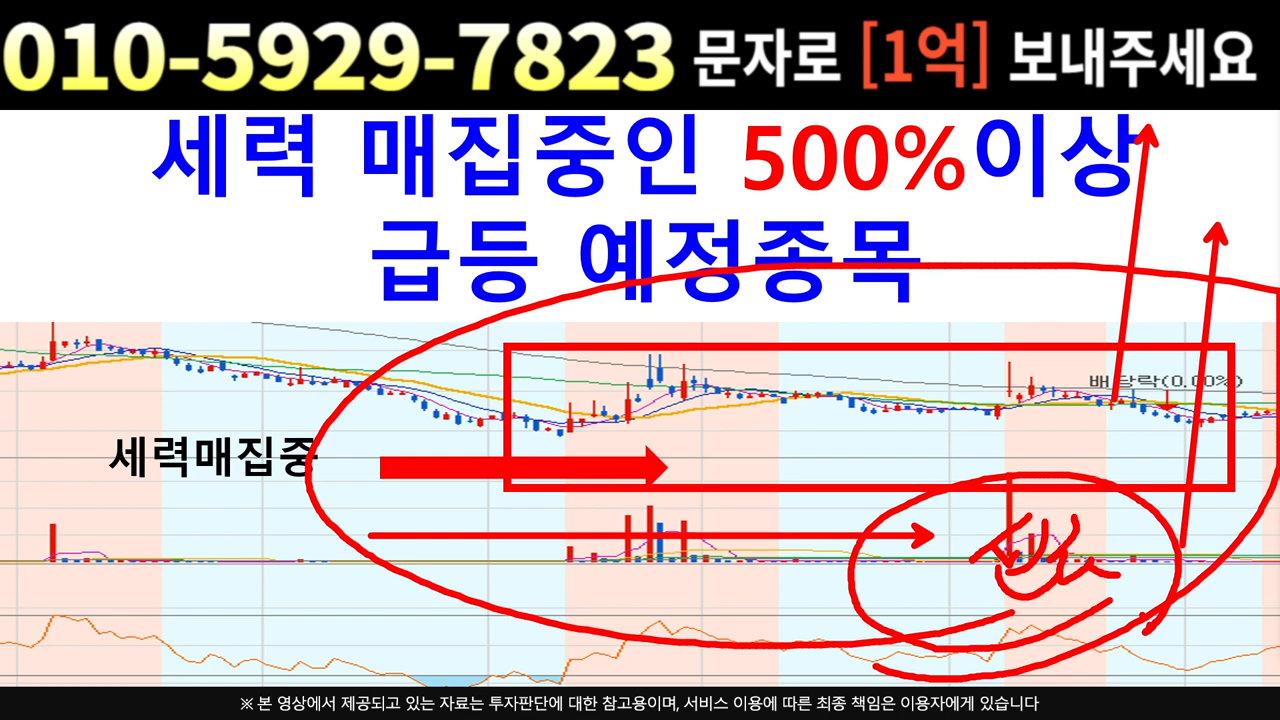 010-5929-7823 문자로 [1억] 보내주세요
세력 매집중인 500%이상
급등 예정종목
배당락(0.00%)
세력매집중
※ 본 영상에서 제공되고 있는 자료는 투자판단에 대한 참고용이며, 서비스 이용에 따른 최종 책임은 이용자에게 있습니다